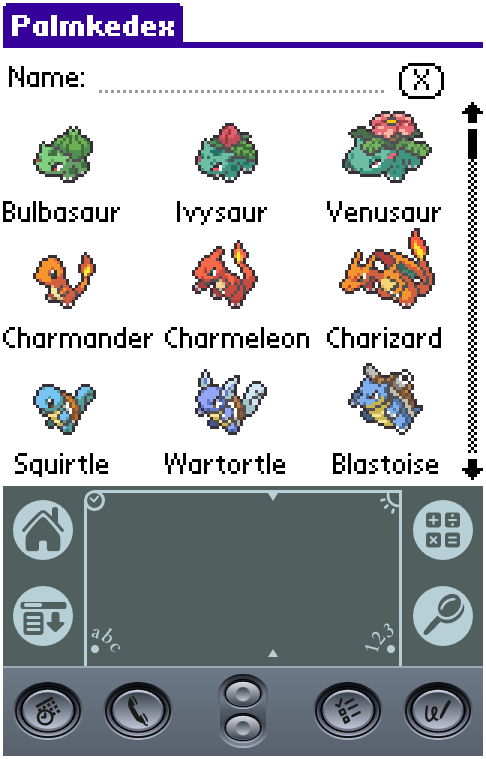 Palmkedex
Name:
X
Bulbasaur Ivysaur Venusaur
Charmander Charmeleon Charizard
Squirtle Wartortle Blastoise
abc 123